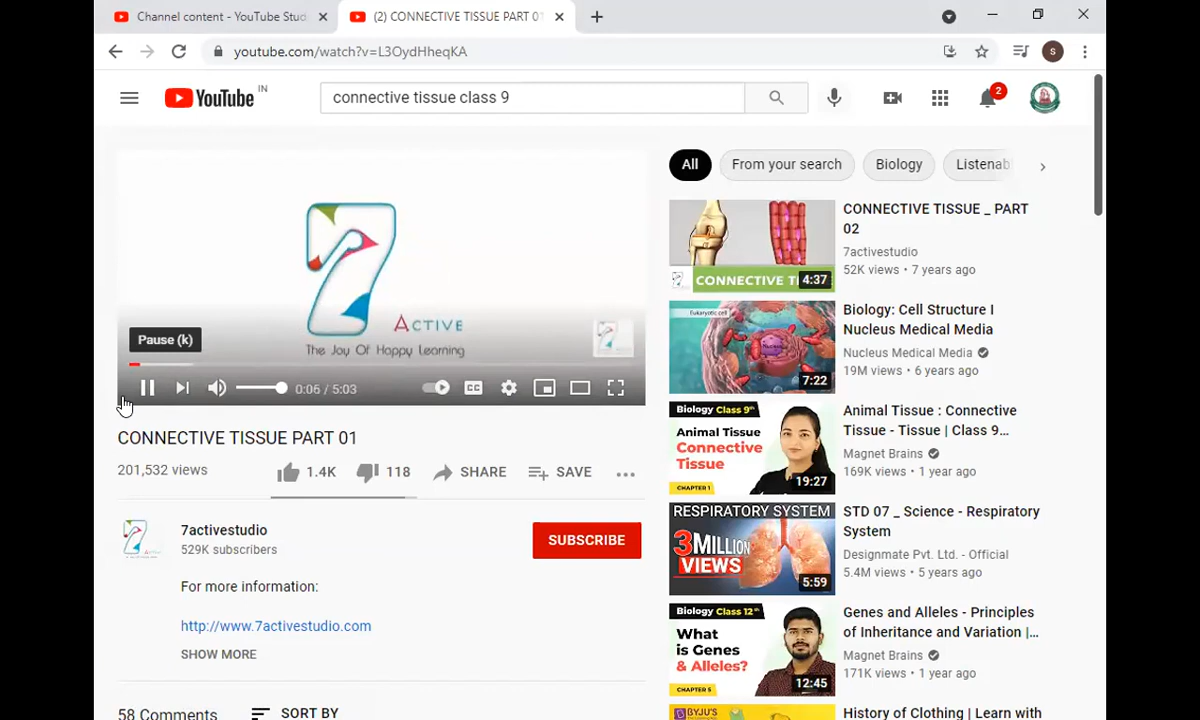 Channel content - YouTube Stud
(2) CONNECTIVE TISSUE PART 01
youtube.com/watch?v=L3OydHheqKA
S
YouTube IN
connective tissue class 9
2
All
From your search
Biology
Listenab
7
ACTIVE
The Joy Of Happy Learning
Pause (k)
0:06 / 5:03
CC
CONNECTIVE TISSUE PART 01
201,532 views
1.4K
118
SHARE
SAVE
7activestudio
529K subscribers
SUBSCRIBE
For more information:
http://www.7activestudio.com
SHOW MORE
58 Comments
SORT BY
CONNECTIVE TI
4:37
CONNECTIVE TISSUE _ PART
02
7activestudio
52K views • 7 years ago
Eukaryotic cell
7:22
Biology: Cell Structure I
Nucleus Medical Media
Nucleus Medical Media
19M views • 6 years ago
Biology Class 9th
Animal Tissue
Connective
Tissue
CHAPTER 1
19:27
Animal Tissue : Connective
Tissue - Tissue | Class 9...
Magnet Brains
169K views • 1 year ago
RESPIRATORY SYSTEM
3MILLION
VIEWS
5:59
STD 07 _ Science - Respiratory
System
Designmate Pvt. Ltd. - Official
5.4M views • 5 years ago
Biology Class 12th
What
is Genes
& Alleles?
CHAPTER 5
12:45
Genes and Alleles - Principles
of Inheritance and Variation |...
Magnet Brains
171K views • 1 year ago
BYJU'S
History of Clothing | Learn with